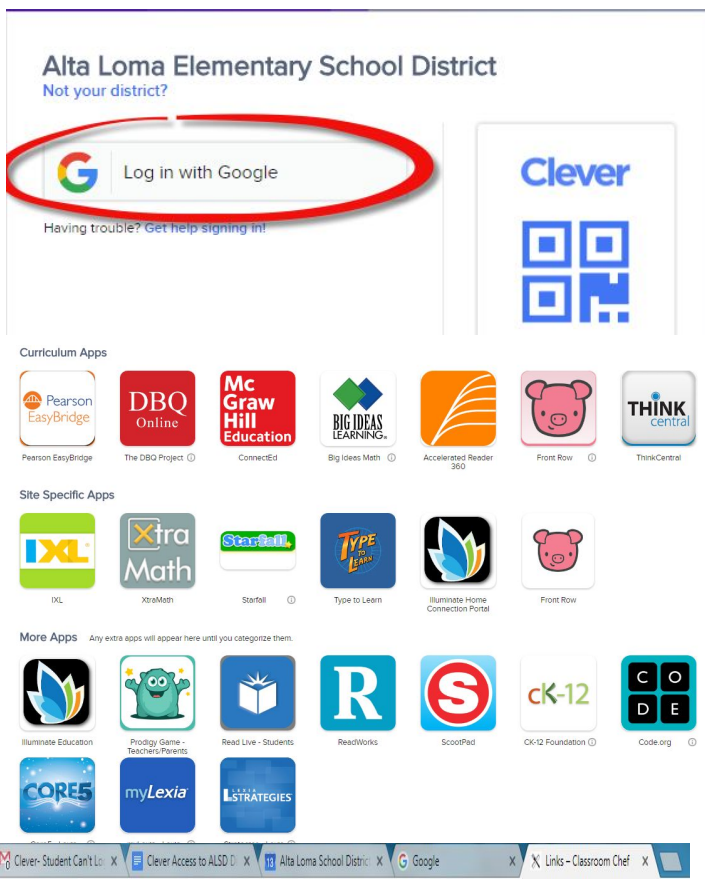 Alta Loma Elementary School District
Not your district?
Log in with Google
Having trouble? Get help signing in!
Clever
Curriculum Apps
Pearson EasyBridge
DBQ Online
Mc Graw Hill Education
BIG IDEAS LEARNING
THINK central
Pearson EasyBridge
The DBQ Project
ConnectEd
Big Ideas Math
Accelerated Reader 360
Front Row
ThinkCentral
Site Specific Apps
IXL
Xtra Math
Starfall
TYPE TO LEARN
IXL
XtraMath
Starfall
Type to Learn
Illuminate Home Connection Portal
Front Row
More Apps Any extra apps will appear here until you categorize them.
R
S
cK-12
CODE
Illuminate Education
Prodigy Game - Teachers/Parents
Read Live - Students
ReadWorks
ScootPad
CK-12 Foundation
Code.org
CORE5
myLexia
LEXIA STRATEGIES
Clever- Student Can't Lo
Clever Access to ALSD D
13 Alta Loma School District
Google
Links – Classroom Chef